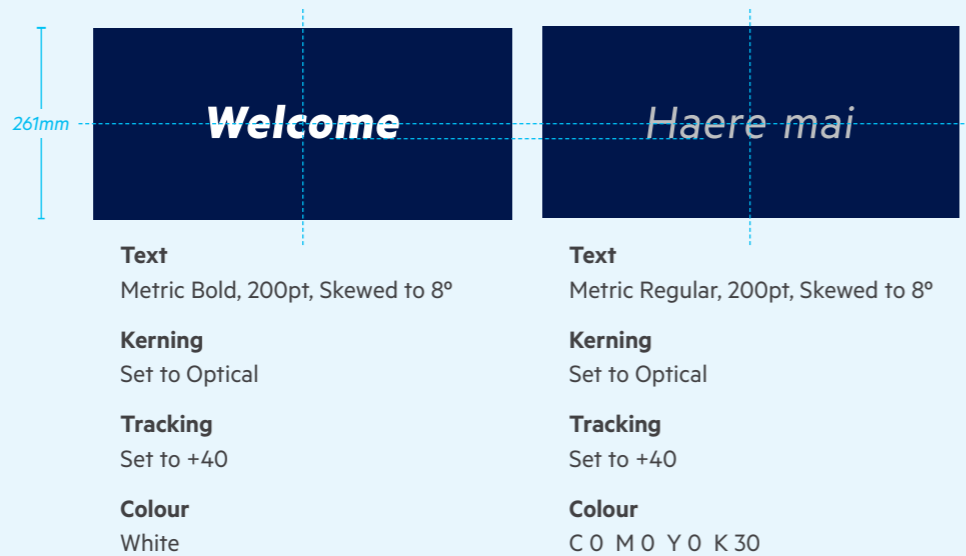 261mm
Welcome
Haere mai
Text
Metric Bold, 200pt, Skewed to 8º
Kerning
Set to Optical
Tracking
Set to +40
Colour
White
Text
Metric Regular, 200pt, Skewed to 8º
Kerning
Set to Optical
Tracking
Set to +40
Colour
C 0 M 0 Y 0 K 30